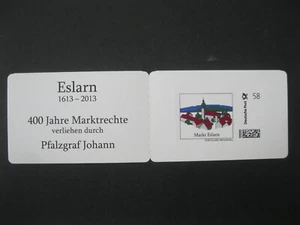 Eslarn
1613 - 2013
400 Jahre Marktrechte
verliehen durch
Pfalzgraf Johann
Markt Eslarn
Deutsche Post
58